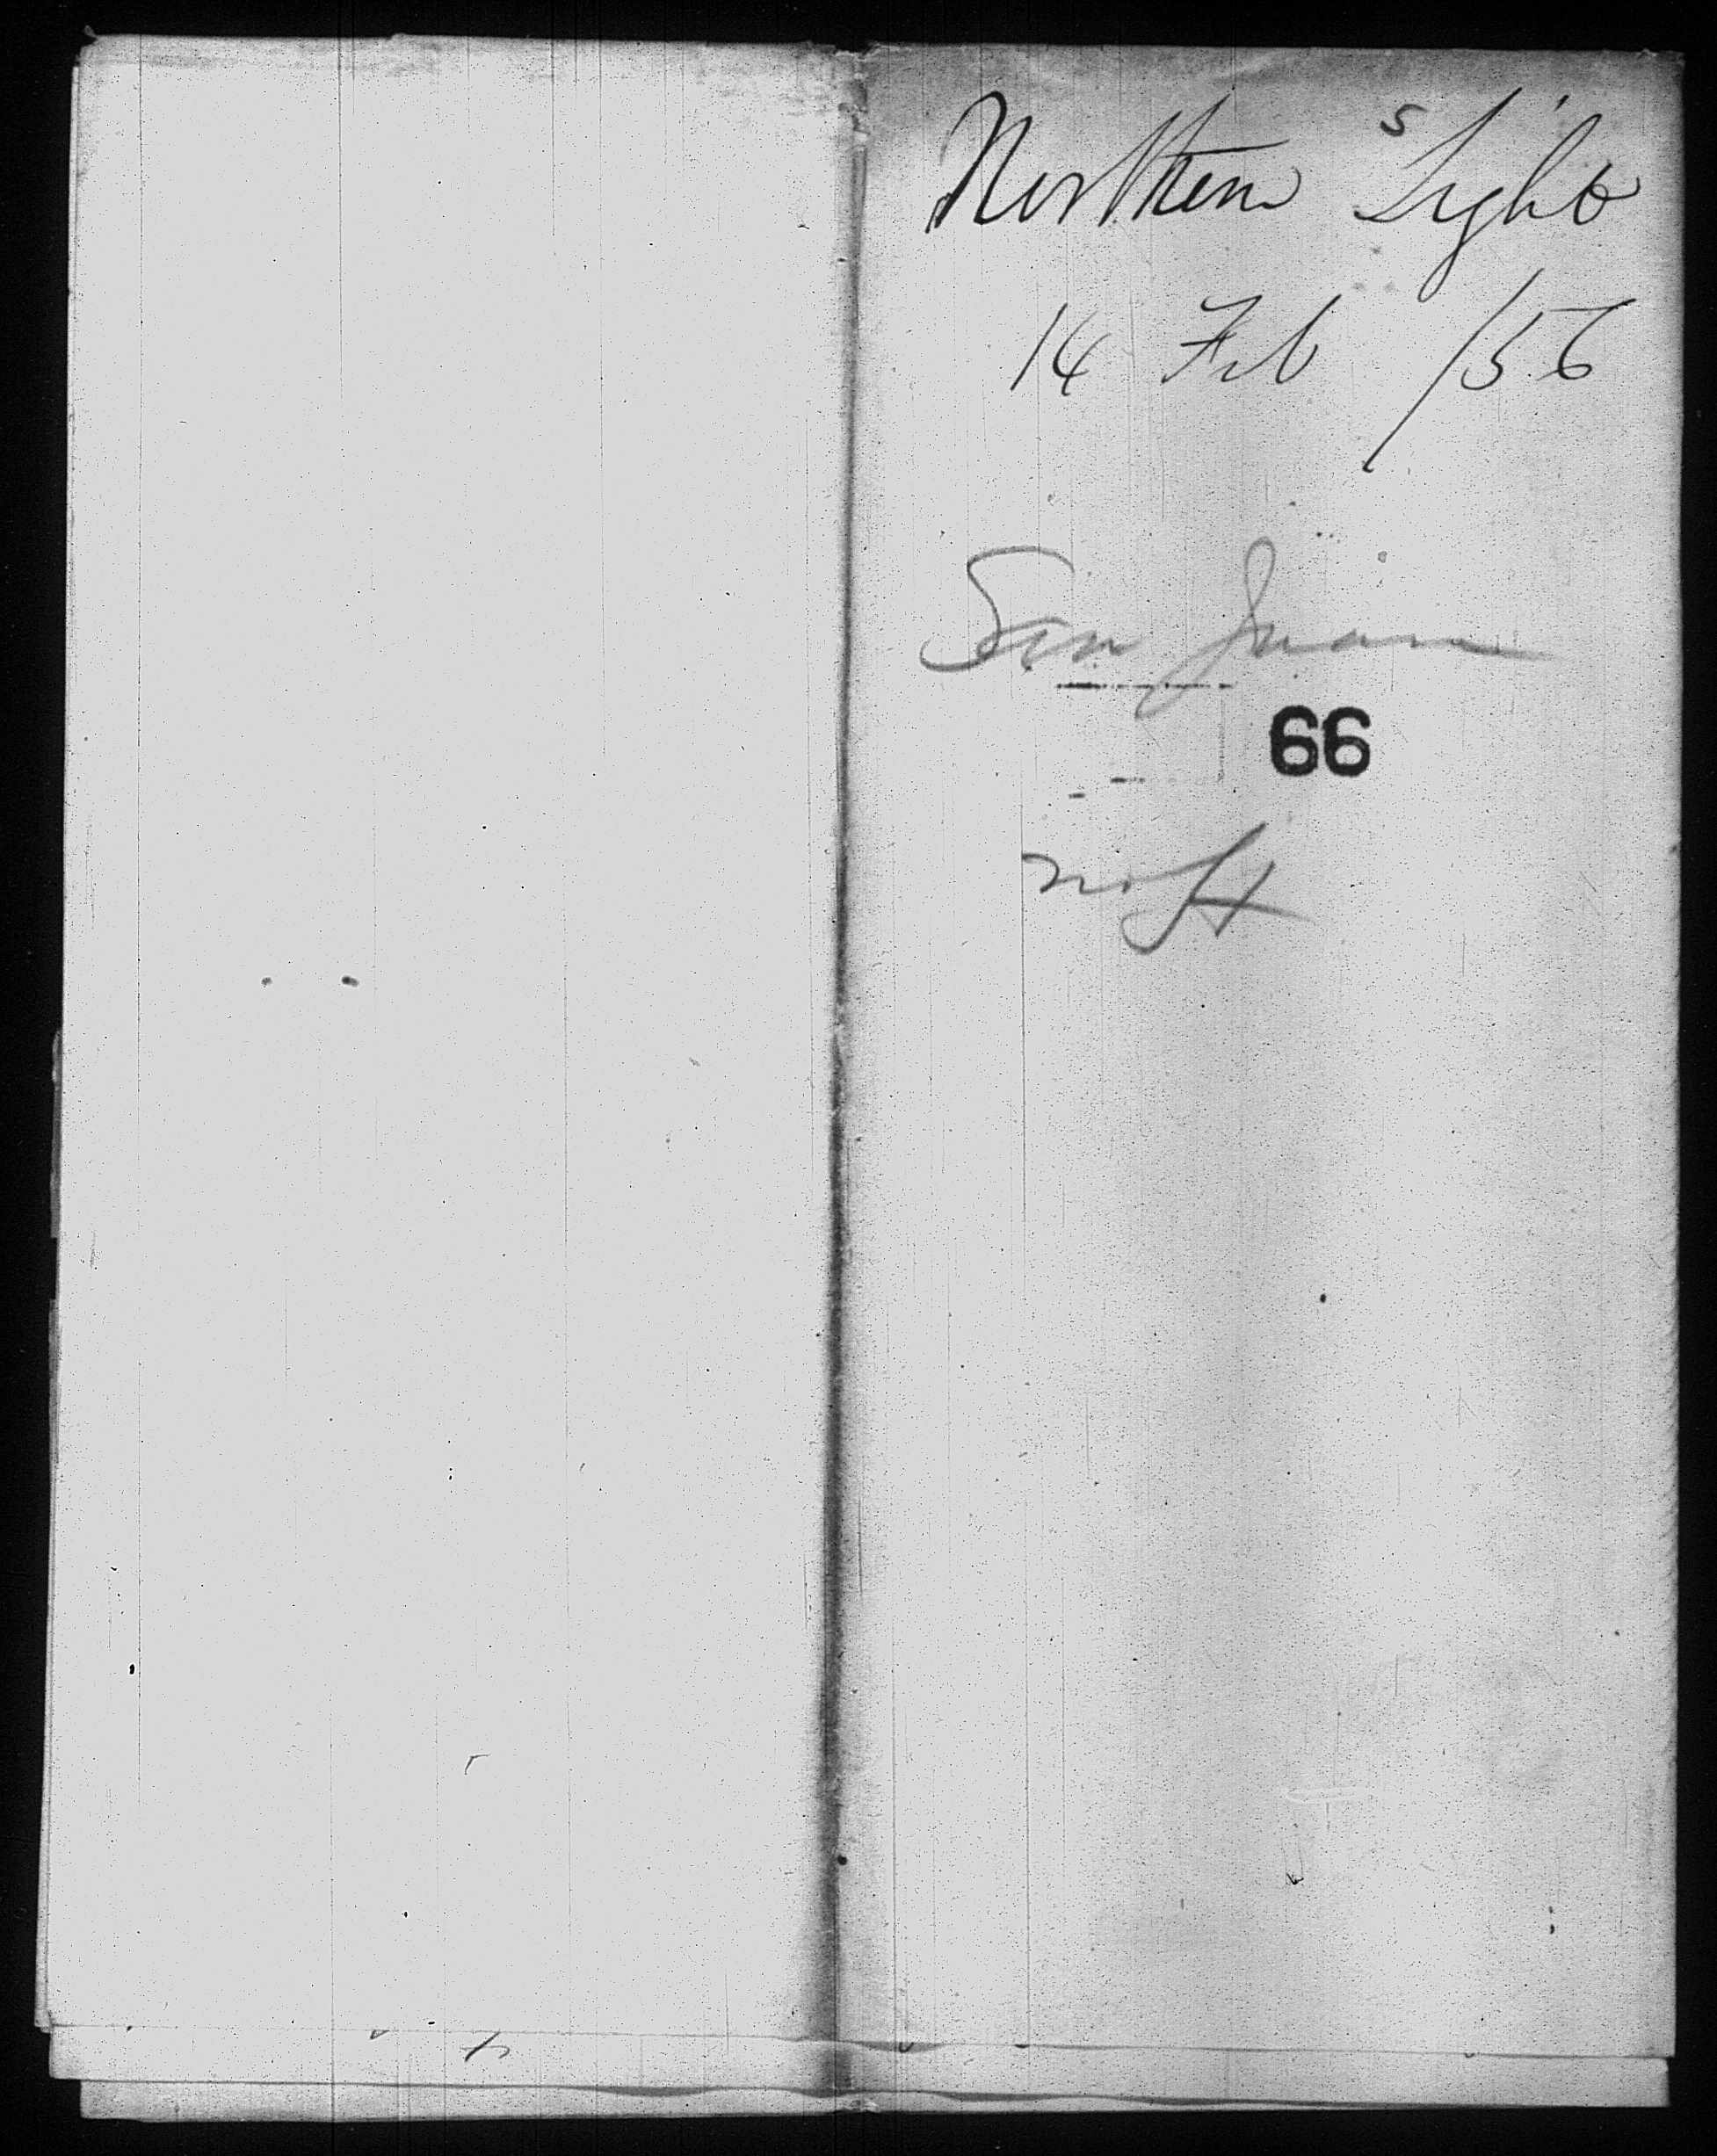 Northern Light
s
14 Feb /56
San Juan
66